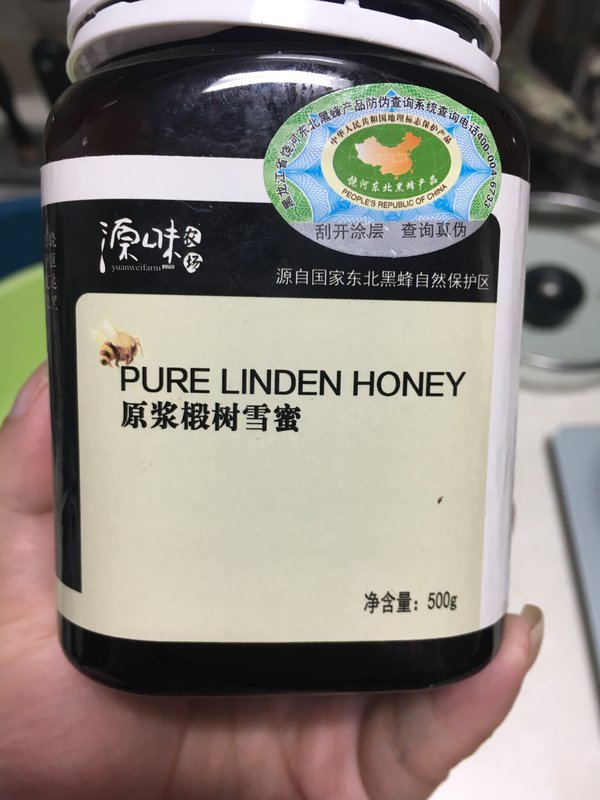 黑龙江省饶河东北黑蜂产品防伪查询系统查询电话400-004-6733
中华人民共和国地理标志保护产品
饶河东北黑蜂产品
PEOPLE'S REPUBLIC OF CHINA
刮开涂层 查询真伪
源味农场
yuanweifarm
源自国家东北黑蜂自然保护区
PURE LINDEN HONEY
原浆椴树雪蜜
净含量：500g